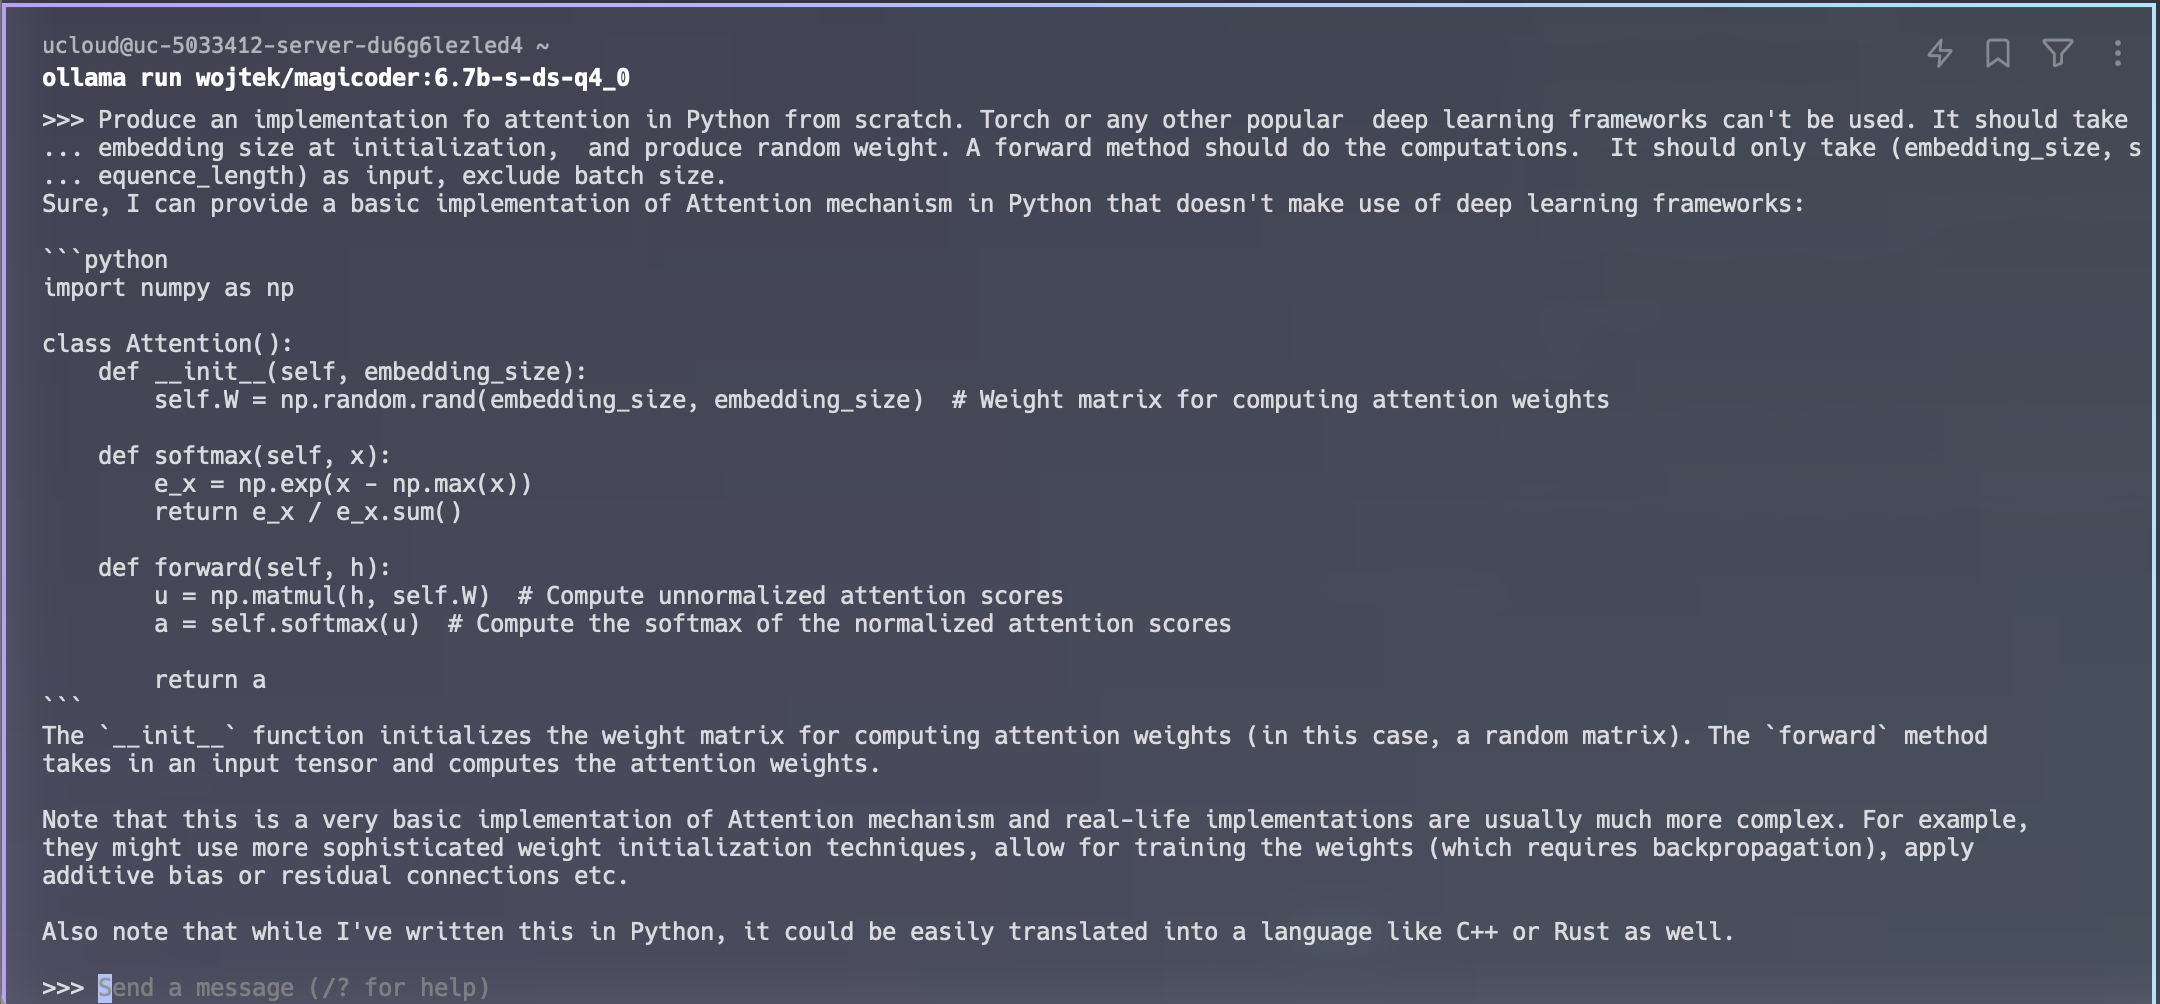 ucloud@uc-5033412-server-du6g6lezled4 ~
ollama run wojtek/magicoder:6.7b-s-ds-q4_0
>>> Produce an implementation fo attention in Python from scratch. Torch or any other popular  deep learning frameworks can't be used. It should take
... embedding size at initialization,  and produce random weight. A forward method should do the computations.  It should only take (embedding_size, s
... equence_length) as input, exclude batch size.
Sure, I can provide a basic implementation of Attention mechanism in Python that doesn't make use of deep learning frameworks:

```python
import numpy as np

class Attention():
    def __init__(self, embedding_size):
        self.W = np.random.rand(embedding_size, embedding_size)  # Weight matrix for computing attention weights

    def softmax(self, x):
        e_x = np.exp(x - np.max(x))
        return e_x / e_x.sum()

    def forward(self, h):
        u = np.matmul(h, self.W)  # Compute unnormalized attention scores
        a = self.softmax(u)  # Compute the softmax of the normalized attention scores

        return a
```
The `__init__` function initializes the weight matrix for computing attention weights (in this case, a random matrix). The `forward` method
takes in an input tensor and computes the attention weights.

Note that this is a very basic implementation of Attention mechanism and real-life implementations are usually much more complex. For example,
they might use more sophisticated weight initialization techniques, allow for training the weights (which requires backpropagation), apply
additive bias or residual connections etc.

Also note that while I've written this in Python, it could be easily translated into a language like C++ or Rust as well.

>>> Send a message (/? for help)